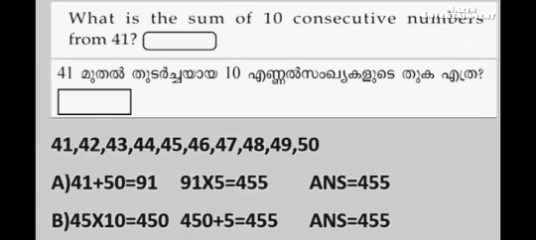 What is the sum of 10 consecutive numbers
from 41?
41 മുതൽ തുടർച്ചയായ 10 എണ്ണൽസംഖ്യകളുടെ തുക എത്ര?
41,42,43,44,45,46,47,48,49,50
A)41+50=91 91X5=455 ANS=455
B)45X10=450 450+5=455 ANS=455